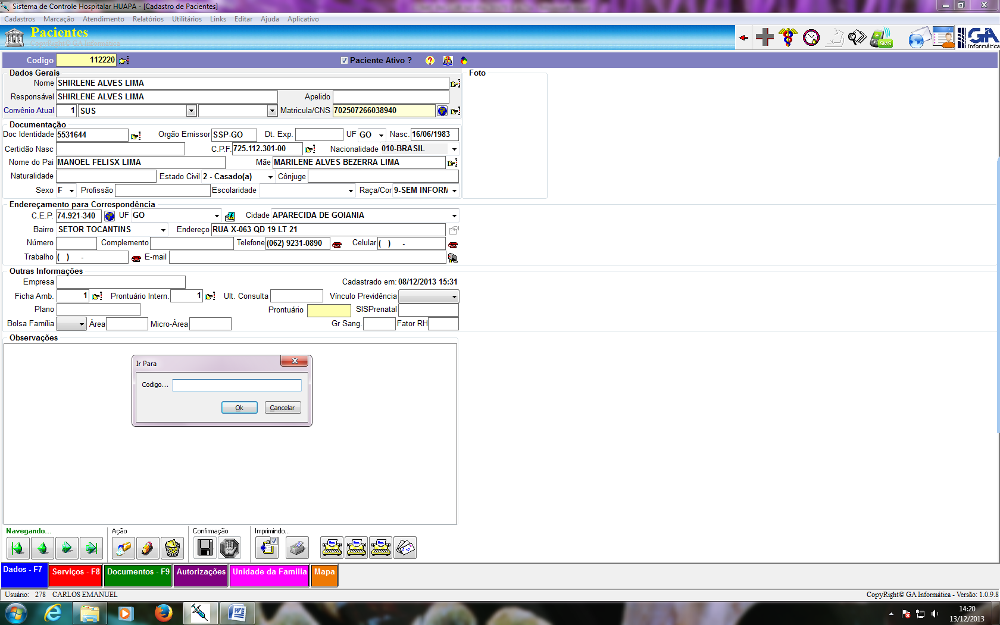 Sistema de Controle Hospitalar HUAPA - [Cadastro de Pacientes]
Cadastros Marcação Atendimento Relatórios Utilitários Links Editar Ajuda Aplicativo
Pacientes
CopyRight© GA Informática
SMS
GA
informática
Codigo 112220 Paciente Ativo ?
Dados Gerais
Foto
Nome SHIRLENE ALVES LIMA
Responsável SHIRLENE ALVES LIMA Apelido
Convênio Atual 1 SUS Matricula/CNS 702507266038940
Documentação
Doc Identidade 5531644 Orgão Emissor SSP-GO Dt. Exp. UF GO Nasc. 16/06/1983
Certidão Nasc C.P.F. 725.112.301-00 Nacionalidade 010-BRASIL
Nome do Pai MANOEL FELISX LIMA Mãe MARILENE ALVES BEZERRA LIMA
Naturalidade Estado Civil 2 - Casado(a) Cônjuge
Sexo F Profissão Escolaridade Raça/Cor 9-SEM INFORM
Endereçamento para Correspondência
C.E.P. 74.921-340 UF GO Cidade APARECIDA DE GOIANIA
Bairro SETOR TOCANTINS Endereço RUA X-063 QD 19 LT 21
Número Complemento Telefone (062) 9231-0890 Celular ( ) -
Trabalho ( ) - E-mail
Outras Informações
Empresa Cadastrado em: 08/12/2013 15:31
Ficha Amb. 1 Prontuário Intern. 1 Ult. Consulta Vínculo Previdência
Plano Prontuário SISPrenatal
Bolsa Família Área Micro-Área Gr Sang. Fator RH
Observações
Ir Para
Codigo...
Ok Cancelar
Navegando... Ação Confirmação Imprimindo...
Dados - F7 Serviços - F8 Documentos - F9 Autorizações Unidade da Familia Mapa
Usuário: 278 CARLOS EMANUEL CopyRight© GA Informática - Versão: 1.0.9.8
14:20
13/12/2013